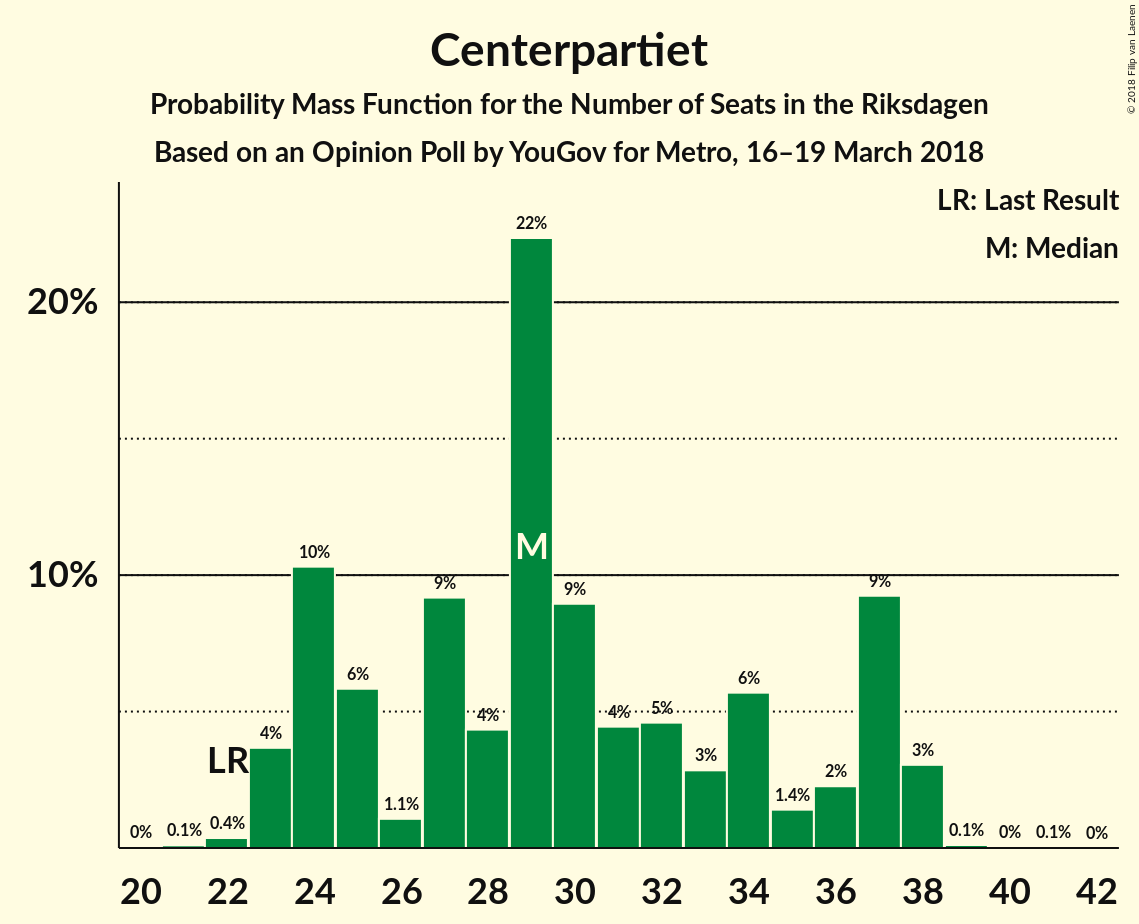 Centerpartiet
Probability Mass Function for the Number of Seats in the Riksdagen
Based on an Opinion Poll by YouGov for Metro, 16–19 March 2018
© 2018 Filip van Laenen
LR: Last Result
M: Median
20%
10%
0%
0.1%
0.4%
4%
10%
6%
1.1%
9%
4%
22%
9%
4%
5%
3%
6%
1.4%
2%
9%
3%
0.1%
0%
0.1%
0%
LR
M
20 22 24 26 28 30 32 34 36 38 40 42